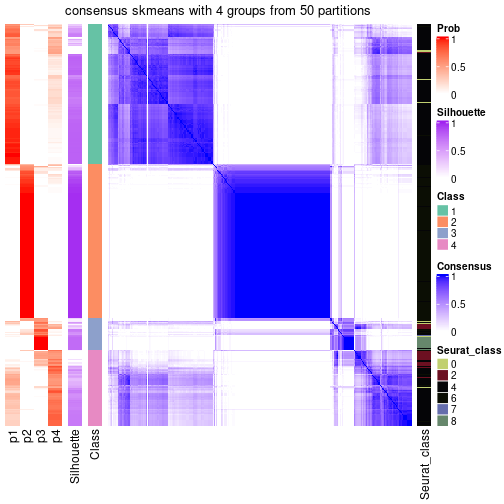 consensus skmeans with 4 groups from 50 partitions
Prob
1
0.5
0
Silhouette
1
0.5
0
Class
1
2
3
4
Consensus
1
0.5
0
Seurat_class
0
2
4
6
7
8
p1
p2
p3
p4
Silhouette
Class
Seurat_class